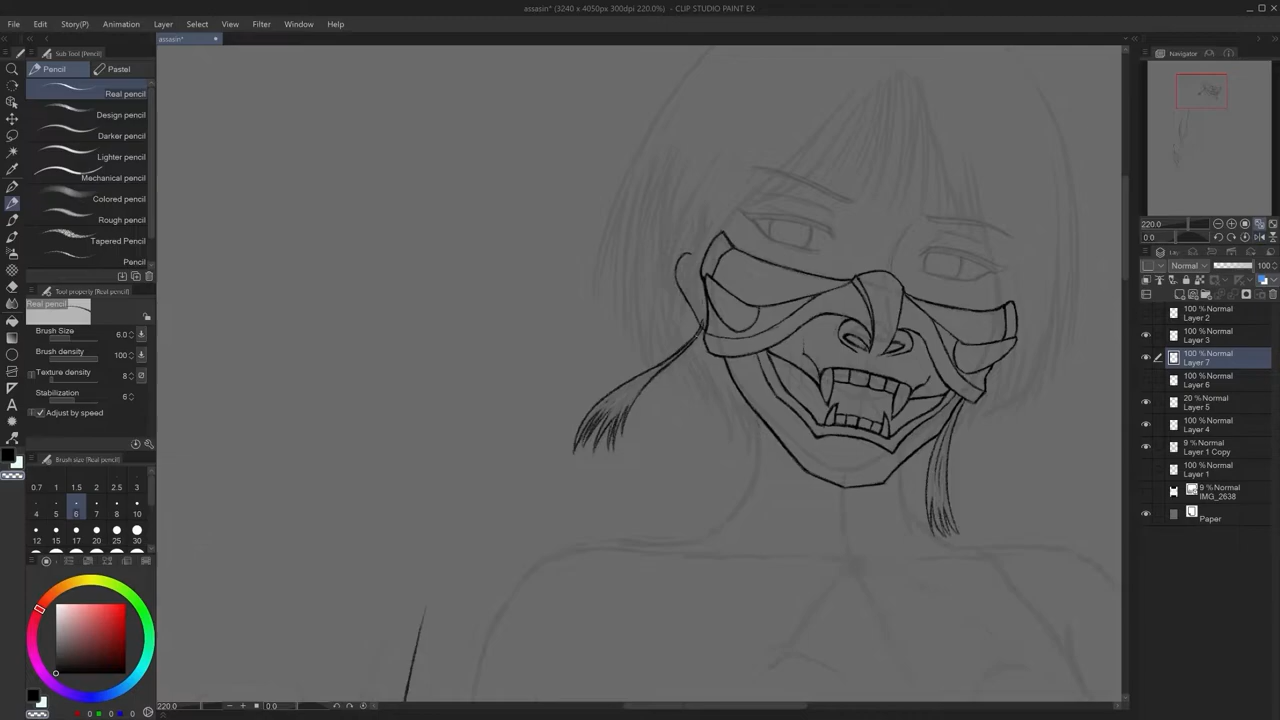 assasin* (3240 x 4050px 300dpi 220.0%) - CLIP STUDIO PAINT EX
File Edit Story(P) Animation Layer Select View Filter Window Help
assasin*
Sub Tool [Pencil]
Pencil Pastel
Real pencil
Design pencil
Darker pencil
Lighter pencil
Mechanical pencil
Colored pencil
Rough pencil
Tapered Pencil
Pencil
Tool property [Real pencil]
Real pencil
Brush Size 6.0
Brush density 100
Texture density 8
Stabilization 6
Adjust by speed
Brush size [Real pencil]
0.7 1 1.5 2 2.5 3
4 5 6 7 8 10
12 15 17 20 25 30
0 0 0
220.0 0.0
Navigator
220.0
0.0
Normal 100
100 % Normal
Layer 2
100 % Normal
Layer 3
100 % Normal
Layer 7
100 % Normal
Layer 6
20 % Normal
Layer 5
100 % Normal
Layer 4
9 % Normal
Layer 1 Copy
100 % Normal
Layer 1
9 % Normal
IMG_2638
Paper